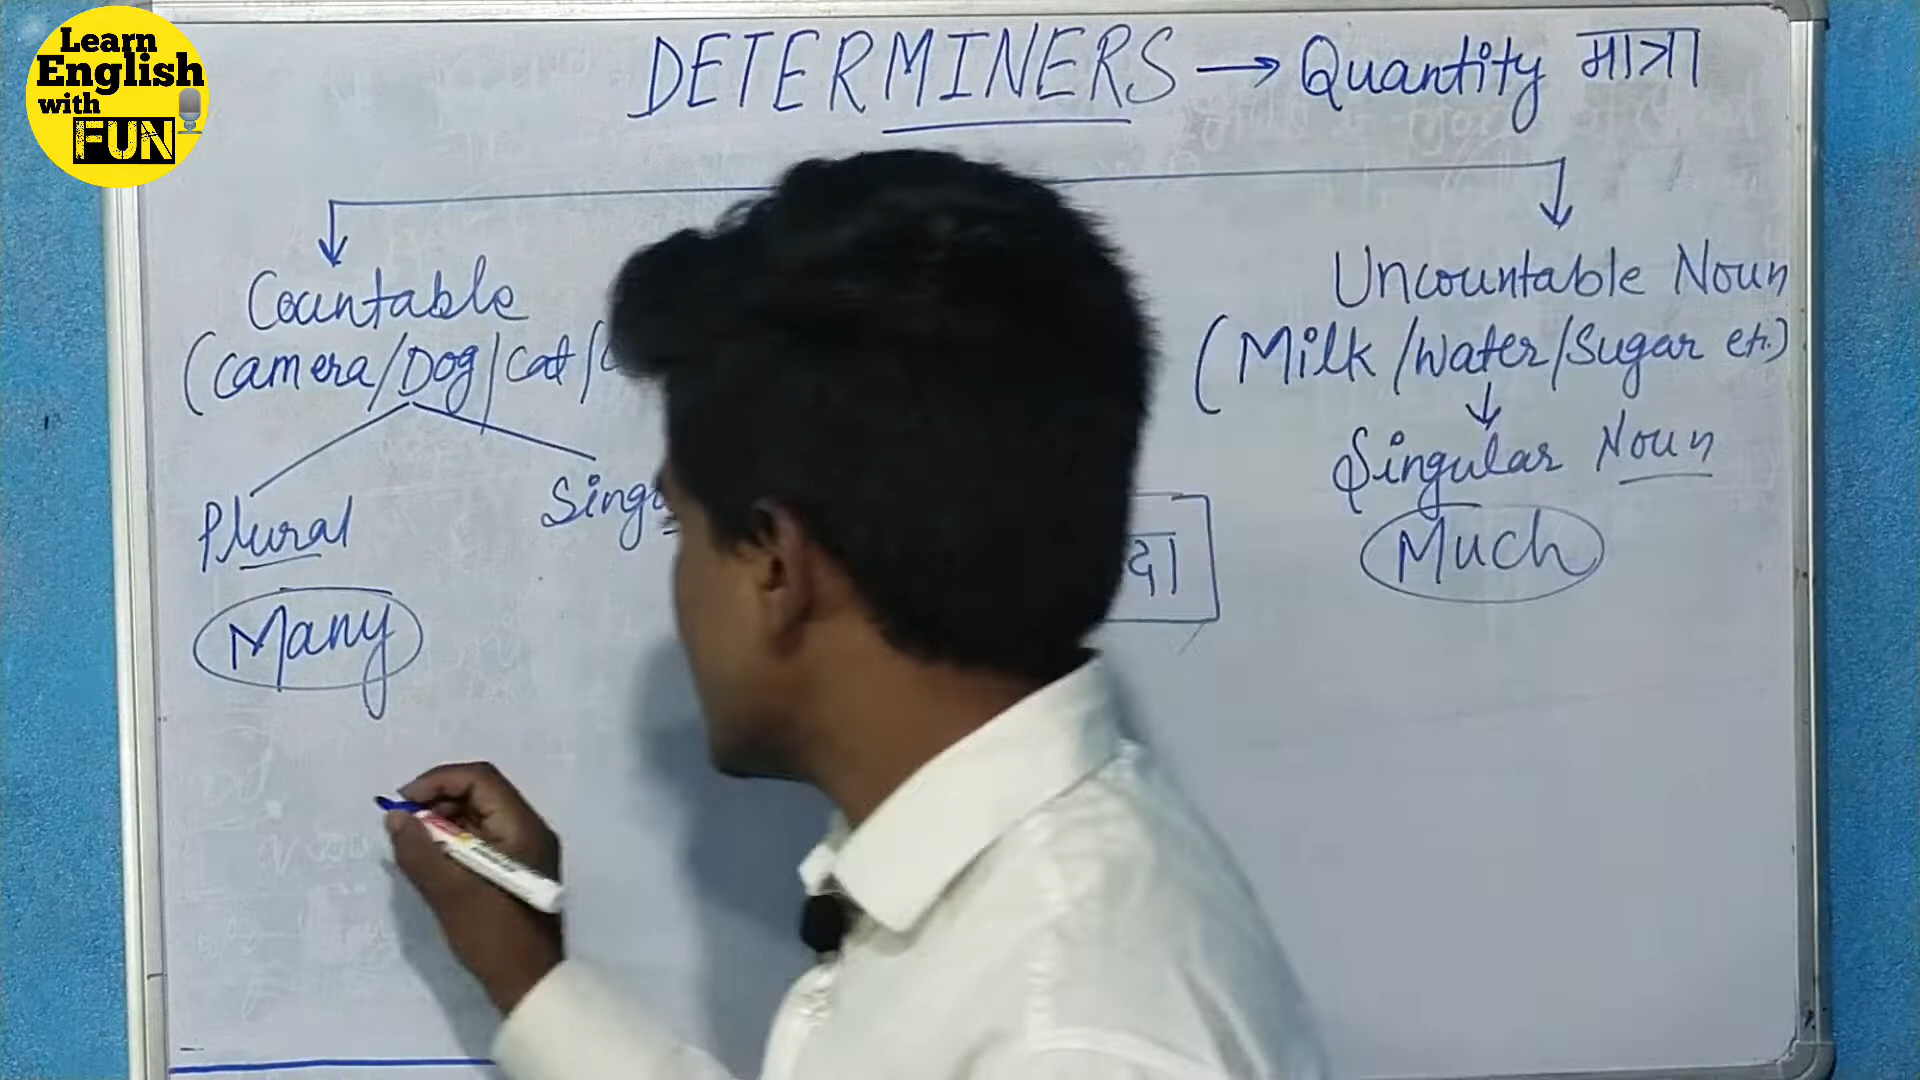 Learn
English
with
FUN
DETERMINERS → Quantity मात्रा
Countable
(Camera/Dog/Cat/
Plural
Many
Uncountable Noun
(Milk/Water/Sugar etc.)
Singular Noun
Much